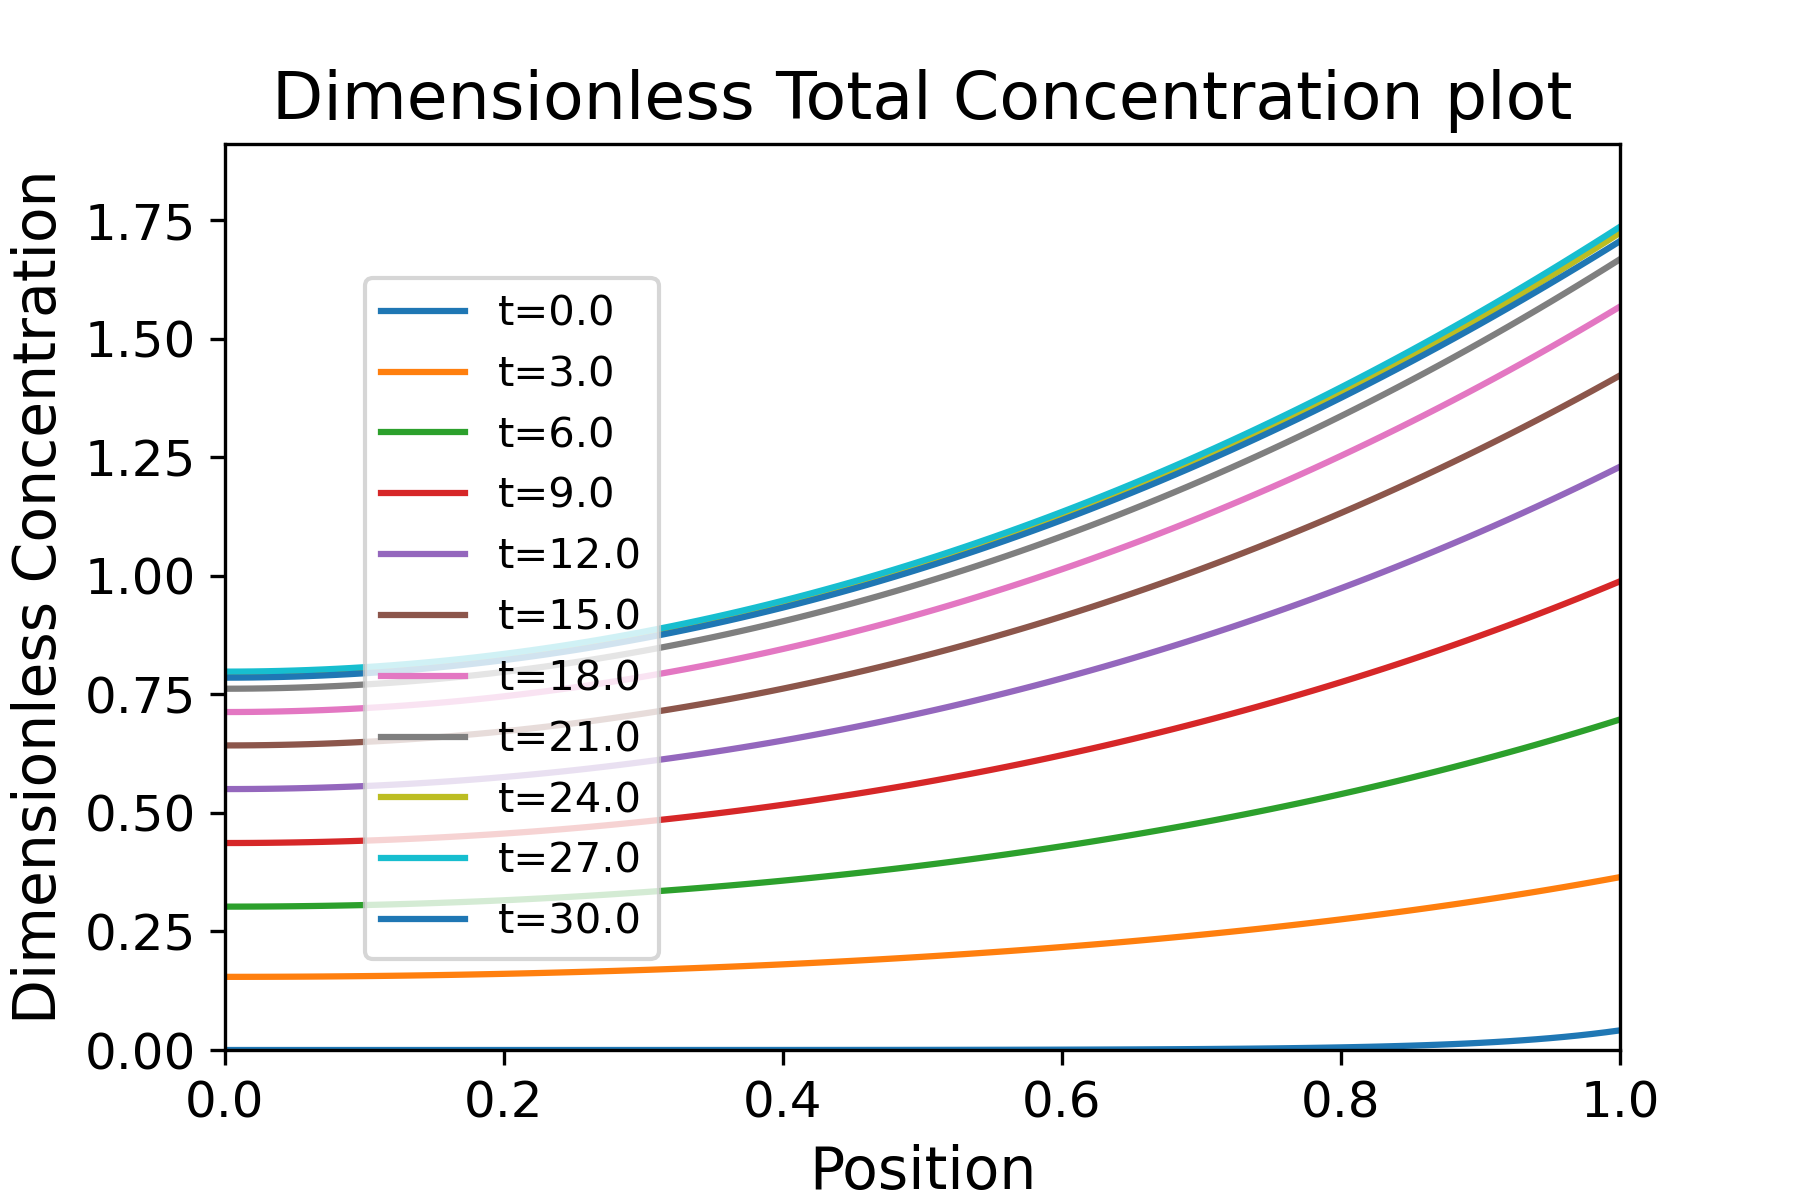 Dimensionless Total Concentration plot
Dimensionless Concentration
1.75
1.50
1.25
1.00
0.75
0.50
0.25
0.00
t=0.0
t=3.0
t=6.0
t=9.0
t=12.0
t=15.0
t=18.0
t=21.0
t=24.0
t=27.0
t=30.0
0.0 0.2 0.4 0.6 0.8 1.0
Position